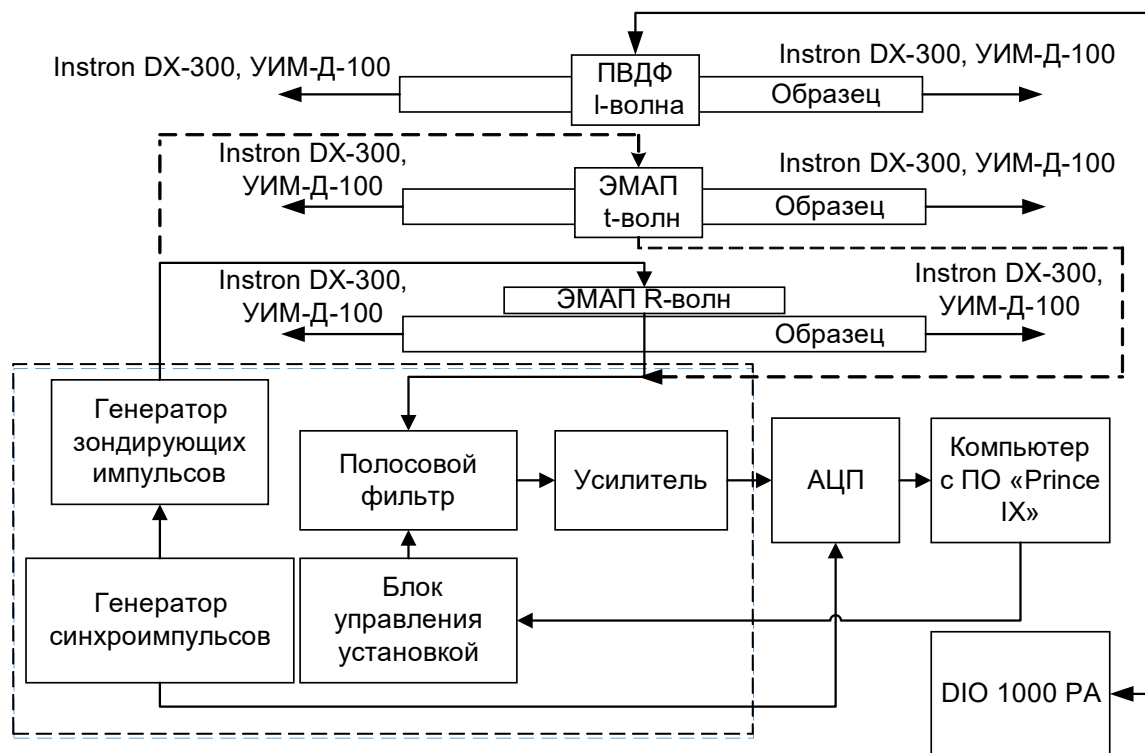 Instron DX-300, УИМ-Д-100
ПВДФ
l-волна
Instron DX-300, УИМ-Д-100
Образец
Instron DX-300,
УИМ-Д-100
ЭМАП
t-волн
Instron DX-300, УИМ-Д-100
Образец
Instron DX-300,
УИМ-Д-100
ЭМАП R-волн
Образец
Instron DX-300,
УИМ-Д-100
Генератор
зондирующих
импульсов
Полосовой
фильтр
Усилитель
АЦП
Компьютер
с ПО «Prince
IX»
Генератор
синхроимпульсов
Блок
управления
установкой
DIO 1000 PA